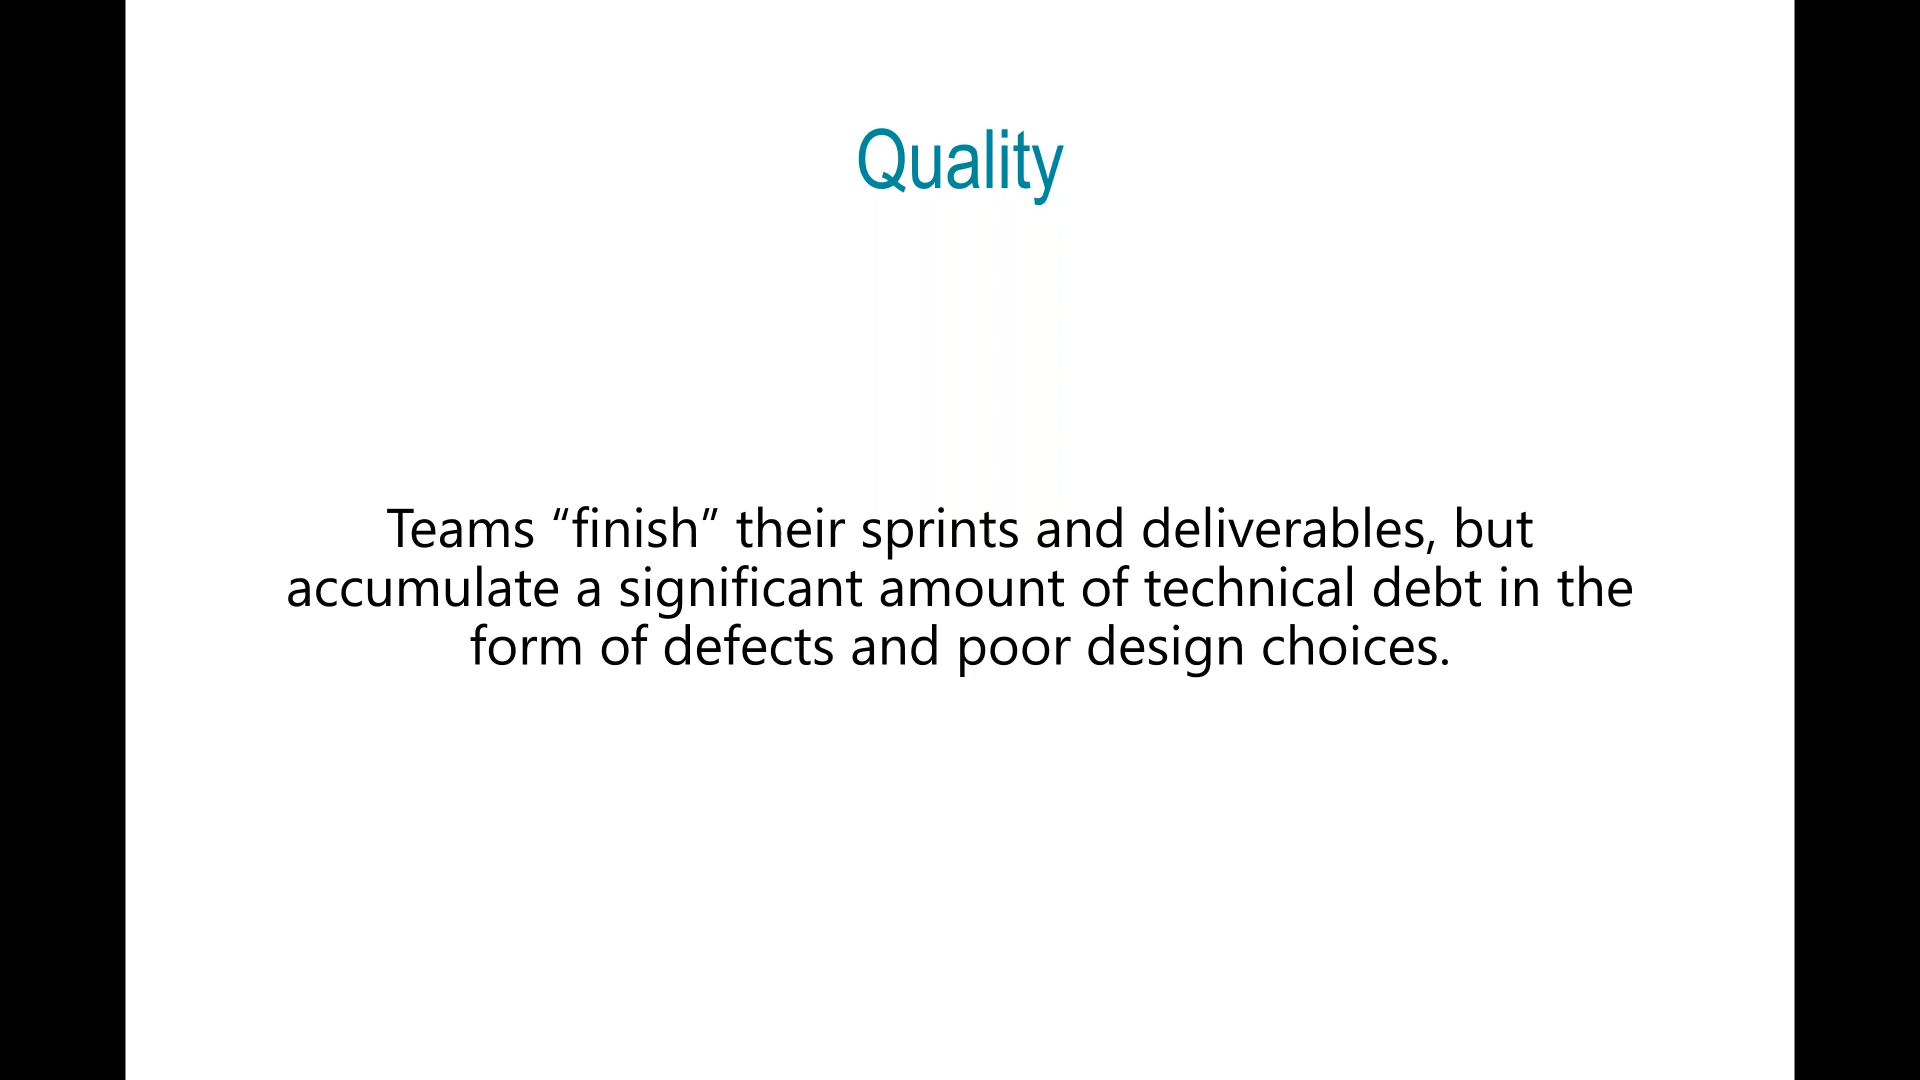 Quality
Teams “finish” their sprints and deliverables, but
accumulate a significant amount of technical debt in the
form of defects and poor design choices.